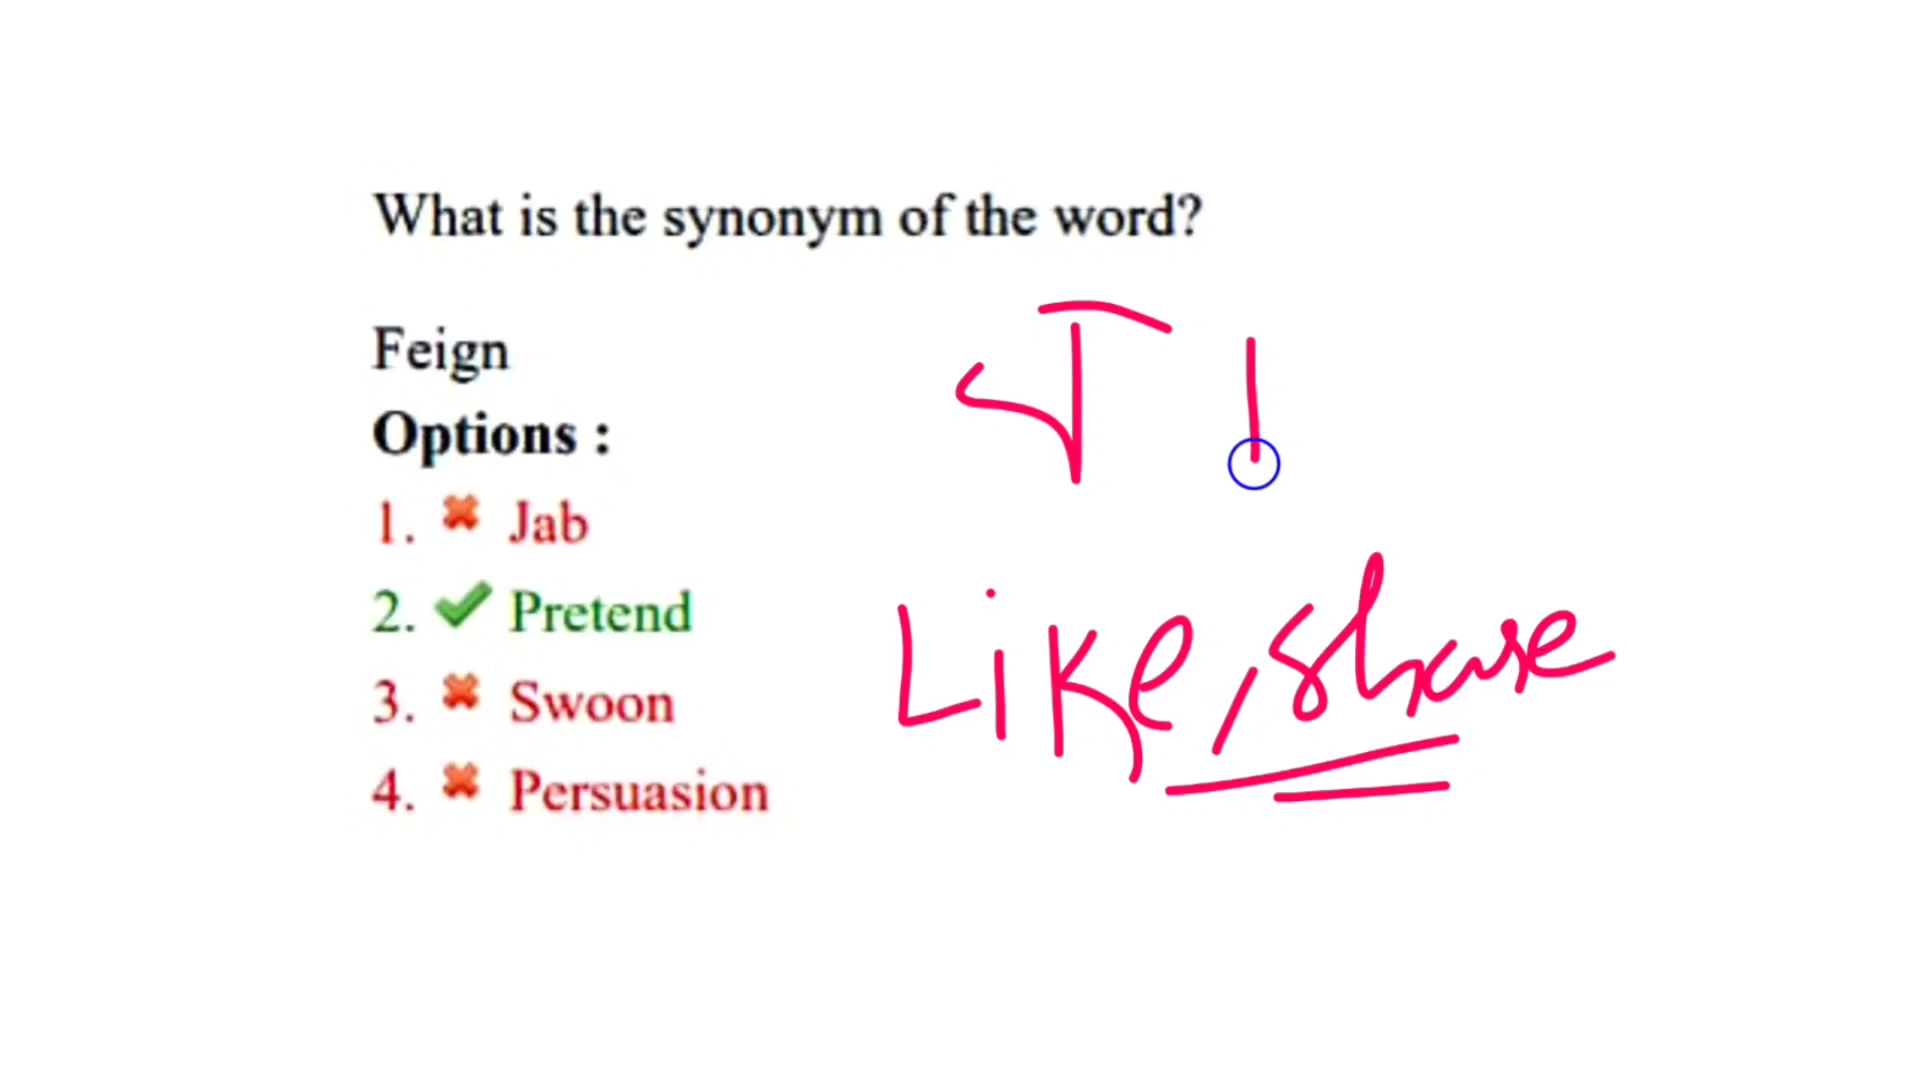 What is the synonym of the word?
Feign
Options :
1. Jab
2. Pretend
3. Swoon
4. Persuasion
Like, share